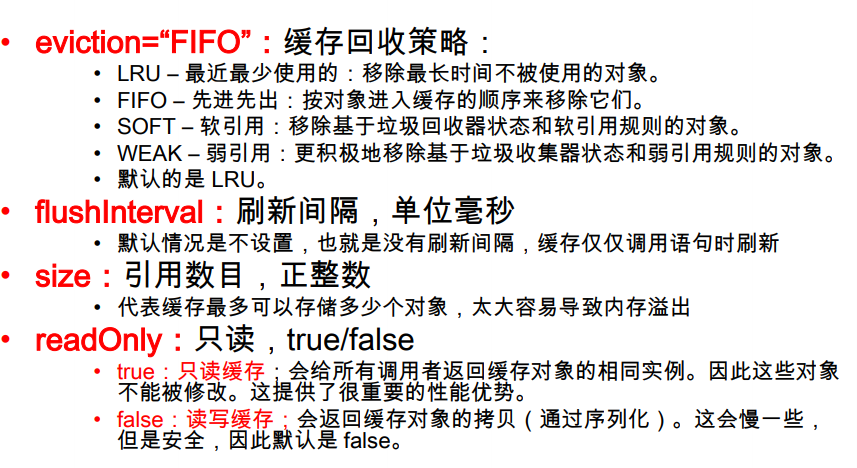 • eviction=“FIFO”：缓存回收策略：
• LRU – 最近最少使用的：移除最长时间不被使用的对象。
• FIFO – 先进先出：按对象进入缓存的顺序来移除它们。
• SOFT – 软引用：移除基于垃圾回收器状态和软引用规则的对象。
• WEAK – 弱引用：更积极地移除基于垃圾收集器状态和弱引用规则的对象。
• 默认的是 LRU。
• flushInterval：刷新间隔，单位毫秒
• 默认情况是不设置，也就是没有刷新间隔，缓存仅仅调用语句时刷新
• size：引用数目，正整数
• 代表缓存最多可以存储多少个对象，太大容易导致内存溢出
• readOnly：只读，true/false
• true：只读缓存；会给所有调用者返回缓存对象的相同实例。因此这些对象
不能被修改。这提供了很重要的性能优势。
• false：读写缓存；会返回缓存对象的拷贝（通过序列化）。这会慢一些，
但是安全，因此默认是 false。